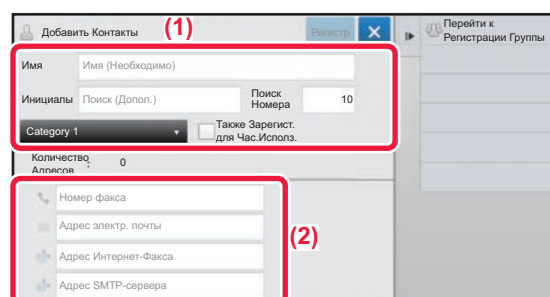 Добавить Контакты
(1)
Регистр
Перейти к
Регистрации Группы
Имя
Имя (Необходимо)
Инициалы
Поиск (Допол.)
Поиск
Номера
10
Category 1
Также Зарегист.
для Час.Исполз.
Количество
Адресов
:
0
Номер факса
Адрес электр. почты
(2)
Адрес Интернет-Факса
Адрес SMTP-сервера